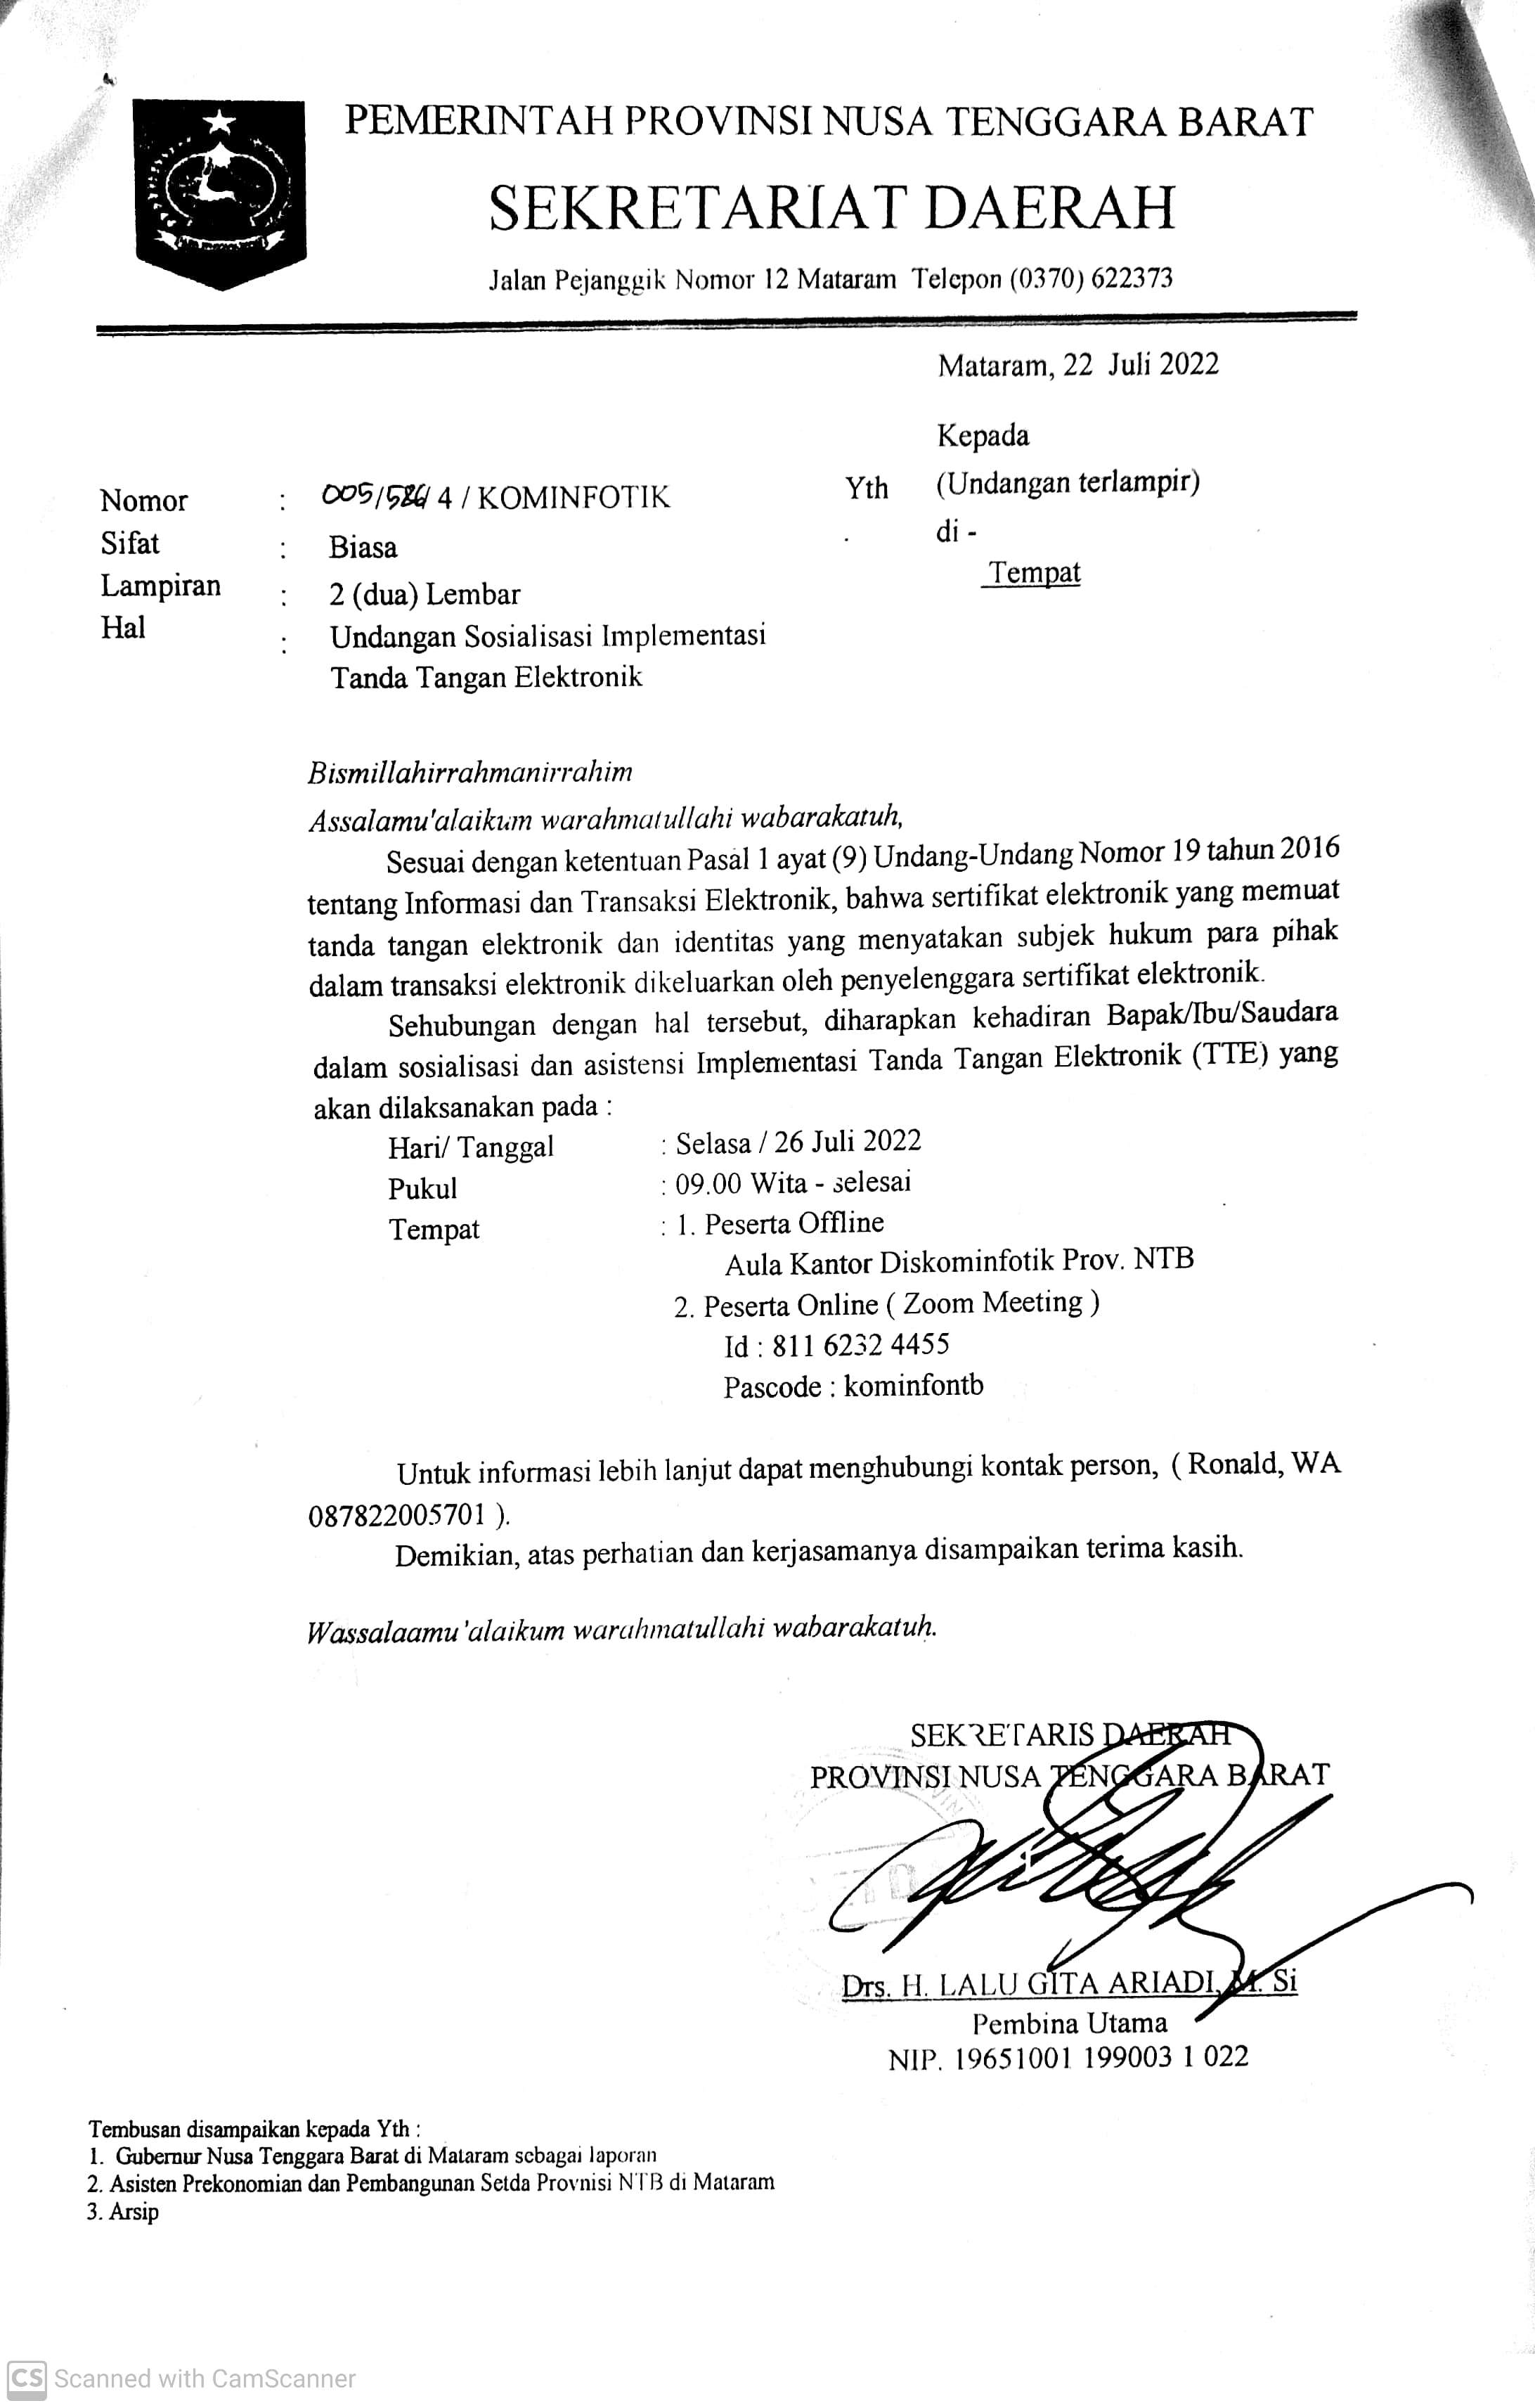 PEMERINTAH PROVINSI NUSA TENGGARA BARAT
SEKRETARIAT DAERAH
Jalan Pejanggik Nomor 12 Mataram Telepon (0370) 622373
Mataram, 22 Juli 2022
Kepada
Yth (Undangan terlampir)
di -
Tempat
Nomor : 005/ 4 / KOMINFOTIK
Sifat : Biasa
Lampiran : 2 (dua) Lembar
Hal : Undangan Sosialisasi Implementasi
Tanda Tangan Elektronik
Bismillahirrahmanirrahim
Assalamu'alaikum warahmatullahi wabarakatuh,
Sesuai dengan ketentuan Pasal 1 ayat (9) Undang-Undang Nomor 19 tahun 2016
tentang Informasi dan Transaksi Elektronik, bahwa sertifikat elektronik yang memuat
tanda tangan elektronik dan identitas yang menyatakan subjek hukum para pihak
dalam transaksi elektronik dikeluarkan oleh penyelenggara sertifikat elektronik.
Sehubungan dengan hal tersebut, diharapkan kehadiran Bapak/Ibu/Saudara
dalam sosialisasi dan asistensi Implementasi Tanda Tangan Elektronik (TTE) yang
akan dilaksanakan pada :
Hari/ Tanggal : Selasa / 26 Juli 2022
Pukul : 09.00 Wita - selesai
Tempat : 1. Peserta Offline
Aula Kantor Diskominfotik Prov. NTB
2. Peserta Online ( Zoom Meeting )
Id : 811 6232 4455
Pascode : kominfontb
Untuk informasi lebih lanjut dapat menghubungi kontak person, ( Ronald, WA
087822005701 ).
Demikian, atas perhatian dan kerjasamanya disampaikan terima kasih.
Wassalaamu'alaikum warahmatullahi wabarakatuh.
SEKRETARIS DAERAH
PROVINSI NUSA TENGGARA BARAT
Drs. H. LALU GITA ARIADI, M. Si
Pembina Utama
NIP. 19651001 199003 1 022
Tembusan disampaikan kepada Yth :
1. Gubernur Nusa Tenggara Barat di Mataram sebagai laporan
2. Asisten Prekonomian dan Pembangunan Setda Provnisi NTB di Mataram
3. Arsip
CS Scanned with CamScanner